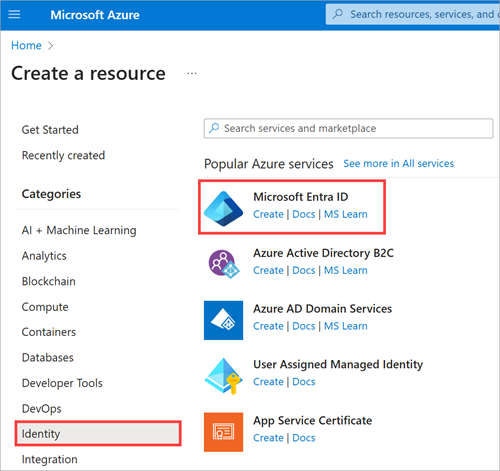 Microsoft Azure
Search resources, services, and
Home >
Create a resource ...
Get Started
Recently created
Categories
AI + Machine Learning
Analytics
Blockchain
Compute
Containers
Databases
Developer Tools
DevOps
Identity
Integration
Search services and marketplace
Popular Azure services See more in All services
Microsoft Entra ID
Create | Docs | MS Learn
Azure Active Directory B2C
Create | Docs | MS Learn
Azure AD Domain Services
Create | Docs | MS Learn
User Assigned Managed Identity
Create | Docs
App Service Certificate
Create | Docs